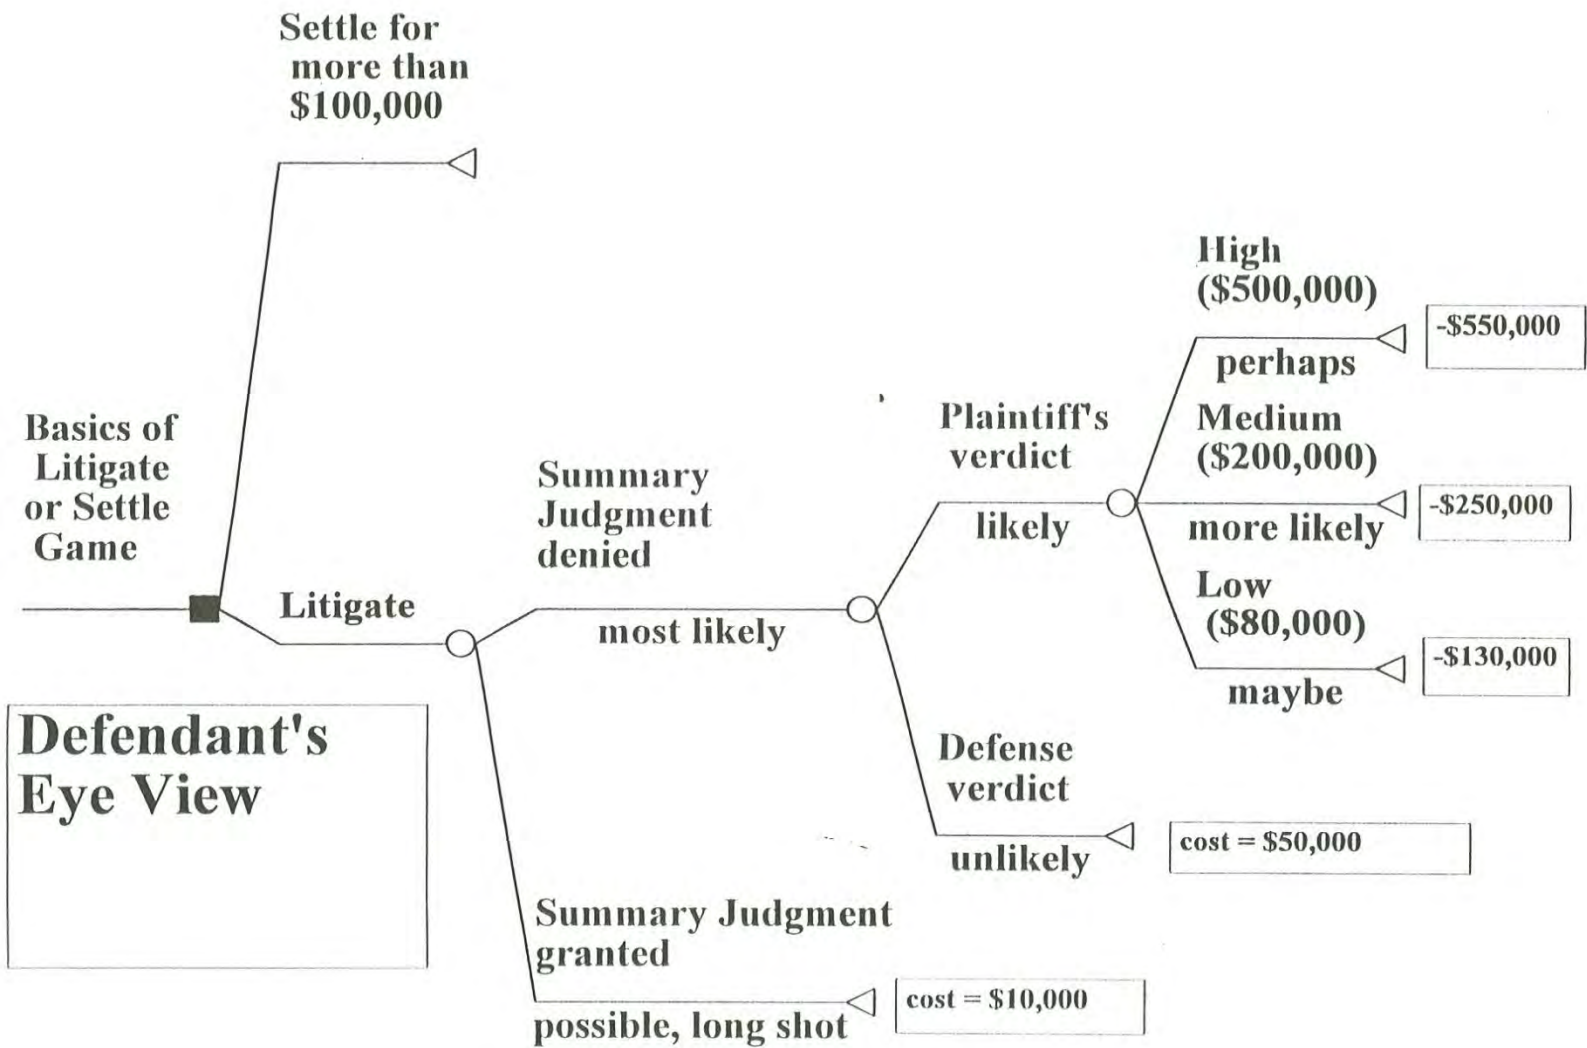 Settle for
more than
$100,000
High
($500,000)
-$550,000
perhaps
Basics of
Litigate
or Settle
Game
Plaintiff's
verdict
Medium
($200,000)
Summary
Judgment
denied
likely
more likely
-$250,000
Litigate
most likely
Low
($80,000)
-$130,000
maybe
Defendant's
Eye View
Defense
verdict
unlikely
cost = $50,000
Summary Judgment
granted
possible, long shot
cost = $10,000